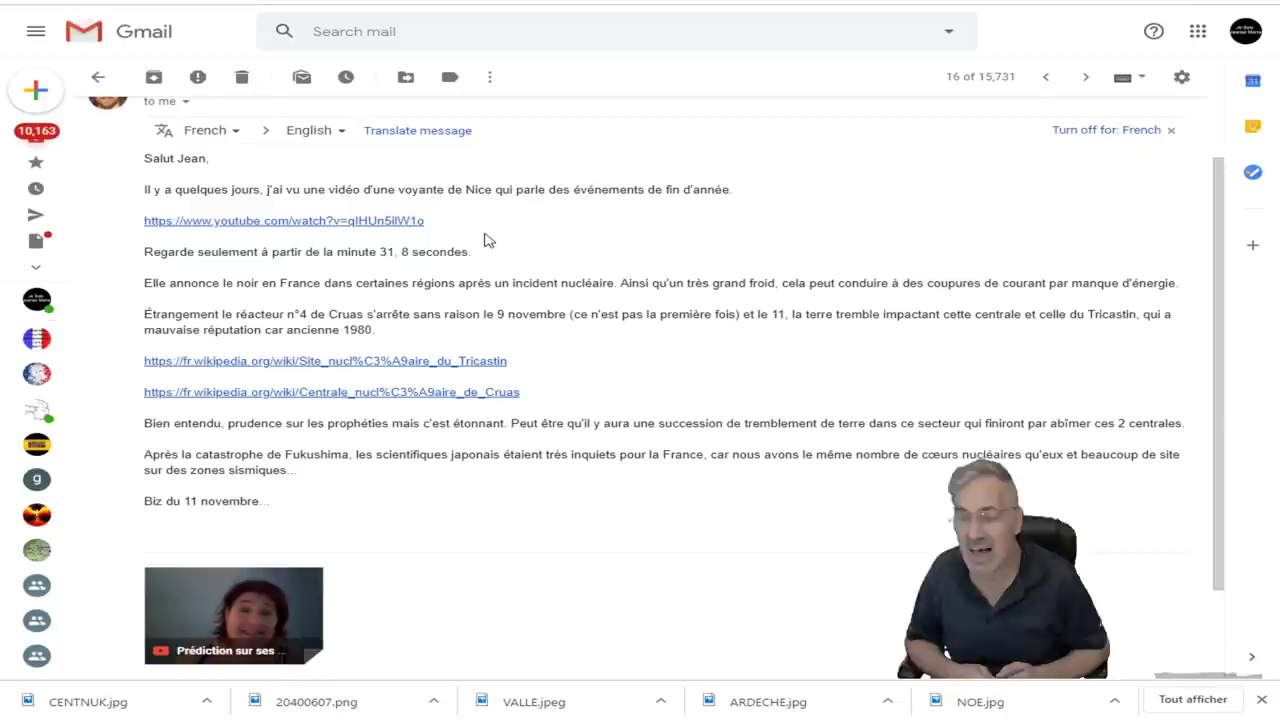 Gmail
Search mail
16 of 15,731
10,163
to me
French > English Translate message
Turn off for: French ×
Salut Jean,
Il y a quelques jours, j'ai vu une vidéo d'une voyante de Nice qui parle des événements de fin d'année.
https://www.youtube.com/watch?v=qIHUn5ilW1o
Regarde seulement à partir de la minute 31, 8 secondes.
Elle annonce le noir en France dans certaines régions après un incident nucléaire. Ainsi qu'un très grand froid, cela peut conduire à des coupures de courant par manque d'énergie.
Étrangement le réacteur n°4 de Cruas s'arrête sans raison le 9 novembre (ce n'est pas la première fois) et le 11, la terre tremble impactant cette centrale et celle du Tricastin, qui a
mauvaise réputation car ancienne 1980.
https://fr.wikipedia.org/wiki/Site_nucl%C3%A9aire_du_Tricastin
https://fr.wikipedia.org/wiki/Centrale_nucl%C3%A9aire_de_Cruas
Bien entendu, prudence sur les prophéties mais c'est étonnant. Peut être qu'il y aura une succession de tremblement de terre dans ce secteur qui finiront par abîmer ces 2 centrales.
Après la catastrophe de Fukushima, les scientifiques japonais étaient très inquiets pour la France, car nous avons le même nombre de cœurs nucléaires qu'eux et beaucoup de site
sur des zones sismiques...
Biz du 11 novembre...
Prédiction sur ses ...
g
31
CENTNUK.jpg
20400607.png
VALLE.jpeg
ARDECHE.jpg
NOE.jpg
Tout afficher